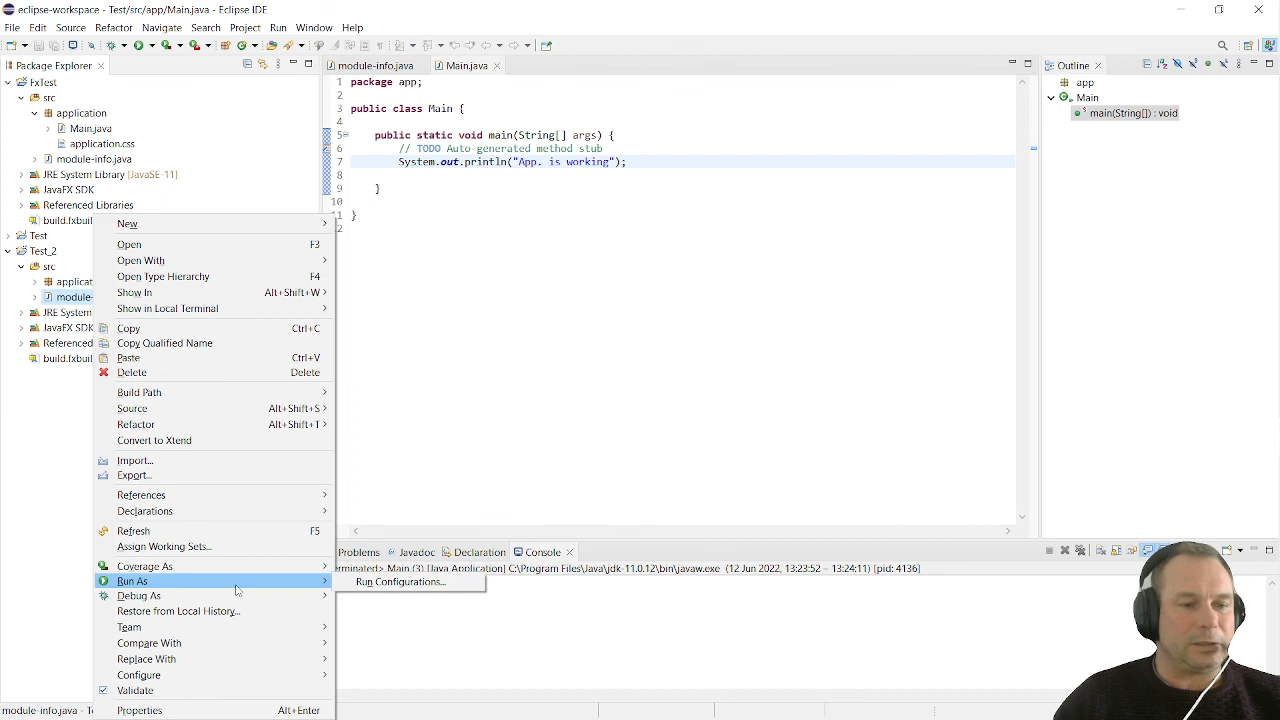 eclipse-workspace - Test/src/app/Main.java - Eclipse IDE
File Edit Source Refactor Navigate Search Project Run Window Help
Package Explorer
module-info.java
Main.java
Outline
FxTest
src
application
Main.java
application.css
module-info.java
JRE System Library [JavaSE-11]
JavaFX SDK
Referenced Libraries
build.fxbuil
Test
Test_2
src
applicat
module-
JRE System
JavaFX SDK
Referenced
build.fxbuil
1 package app;
2
3 public class Main {
4
5 public static void main(String[] args) {
6 // TODO Auto-generated method stub
7 System.out.println("App. is working");
8
9 }
10
11 }
2
app
Main
main(String[]) : void
New
Open F3
Open With
Open Type Hierarchy F4
Show In Alt+Shift+W
Show in Local Terminal
Copy Ctrl+C
Copy Qualified Name
Paste Ctrl+V
Delete Delete
Build Path
Source Alt+Shift+S
Refactor Alt+Shift+T
Convert to Xtend
Import...
Export...
References
Declarations
Refresh F5
Assign Working Sets...
Coverage As
Run As
Run Configurations...
Debug As
Restore from Local History...
Team
Compare With
Replace With
Configure
Validate
Properties Alt+Enter
Problems Javadoc Declaration Console
erminated> Main (3) [Java Application] C:\Program Files\Java\jdk-11.0.12\bin\javaw.exe (12 Jun 2022, 13:23:52 – 13:24:11) [pid: 4136]
module-info.java - Te